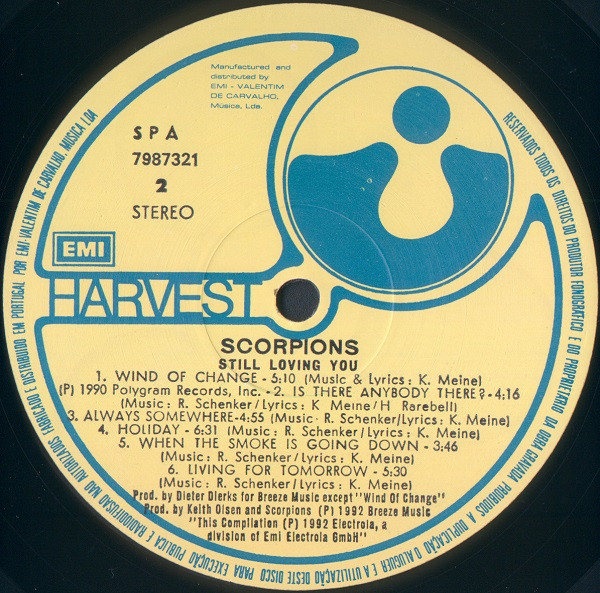 Manufactured and
distributed by
EMI - VALENTIM
DE CARVALHO,
Música, Lda.
SPA
7987321
2
STEREO
EMI
HARVEST
SCORPIONS
STILL LOVING YOU
1. WIND OF CHANGE - 5:10 (Music & Lyrics: K. Meine)
(P) 1990 Polygram Records, Inc. - 2. IS THERE ANYBODY THERE? - 4:16
(Music: R. Schenker/Lyrics: K Meine/H Rarebell)
3. ALWAYS SOMEWHERE-4:55 (Music: R. Schenker/Lyrics: K. Meine)
4. HOLIDAY - 6:31 (Music: R. Schenker/Lyrics: K. Meine)
5. WHEN THE SMOKE IS GOING DOWN - 3:46
(Music: R. Schenker/Lyrics: K. Meine)
6. LIVING FOR TOMORROW - 5:30
(Music: R. Schenker/Lyrics: K. Meine)
Prod. by Dieter Dierks for Breeze Music except "Wind Of Change"
Prod. by Keith Olsen and Scorpions (P) 1992 Breeze Music
"This Compilation (P) 1992 Electrola, a
division of Emi Electrola GmbH"
FABRICADO E DISTRIBUIDO EM PORTUGAL POR EMI-VALENTIM DE CARVALHO, MÚSICA LDA
RESERVADOS TODOS OS DIREITOS DO PRODUTOR FONOGRÁFICO E DO PROPRIETÁRIO DA OBRA GRAVADA PROIBIDOS A DUPLICAÇÃO O ALUGUER E A UTILIZAÇÃO DESTE DISCO PARA EXECUÇÃO PÚBLICA E RADIODIFUSÃO NÃO AUTORIZADOS